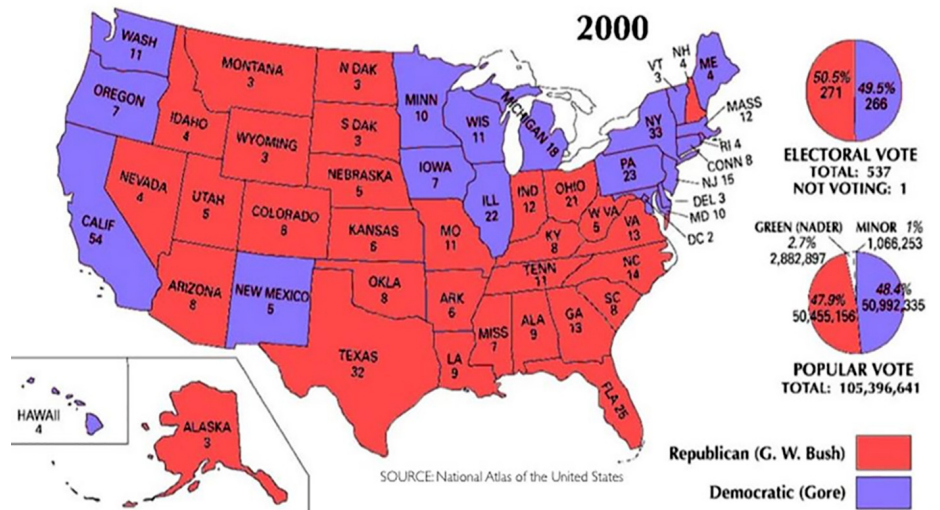 2000
WASH
11
OREGON
7
CALIF
54
NEVADA
4
IDAHO
4
MONTANA
3
WYOMING
3
UTAH
5
COLORADO
8
ARIZONA
8
NEW MEXICO
5
N DAK
3
S DAK
3
NEBRASKA
5
KANSAS
6
OKLA
8
TEXAS
32
MINN
10
IOWA
7
MO
11
ARK
6
LA
9
WIS
11
ILL
22
MICHIGAN 18
IND
12
OHIO
21
KY
8
TENN
11
MISS
7
ALA
9
GA
13
FLA 25
SC
8
NC
14
VA
13
W VA
5
PA
23
NY
33
VT
3
NH
4
ME
4
MASS
12
RI 4
CONN 8
NJ 15
DEL 3
MD 10
DC 2
HAWAII
4
ALASKA
3
50.5%
271
49.5%
266
ELECTORAL VOTE
TOTAL: 537
NOT VOTING: 1
GREEN (NADER)
2.7%
2,882,897
MINOR 1%
1,066,253
47.9%
50,455,156
48.4%
50,992,335
POPULAR VOTE
TOTAL: 105,396,641
Republican (G. W. Bush)
Democratic (Gore)
SOURCE: National Atlas of the United States